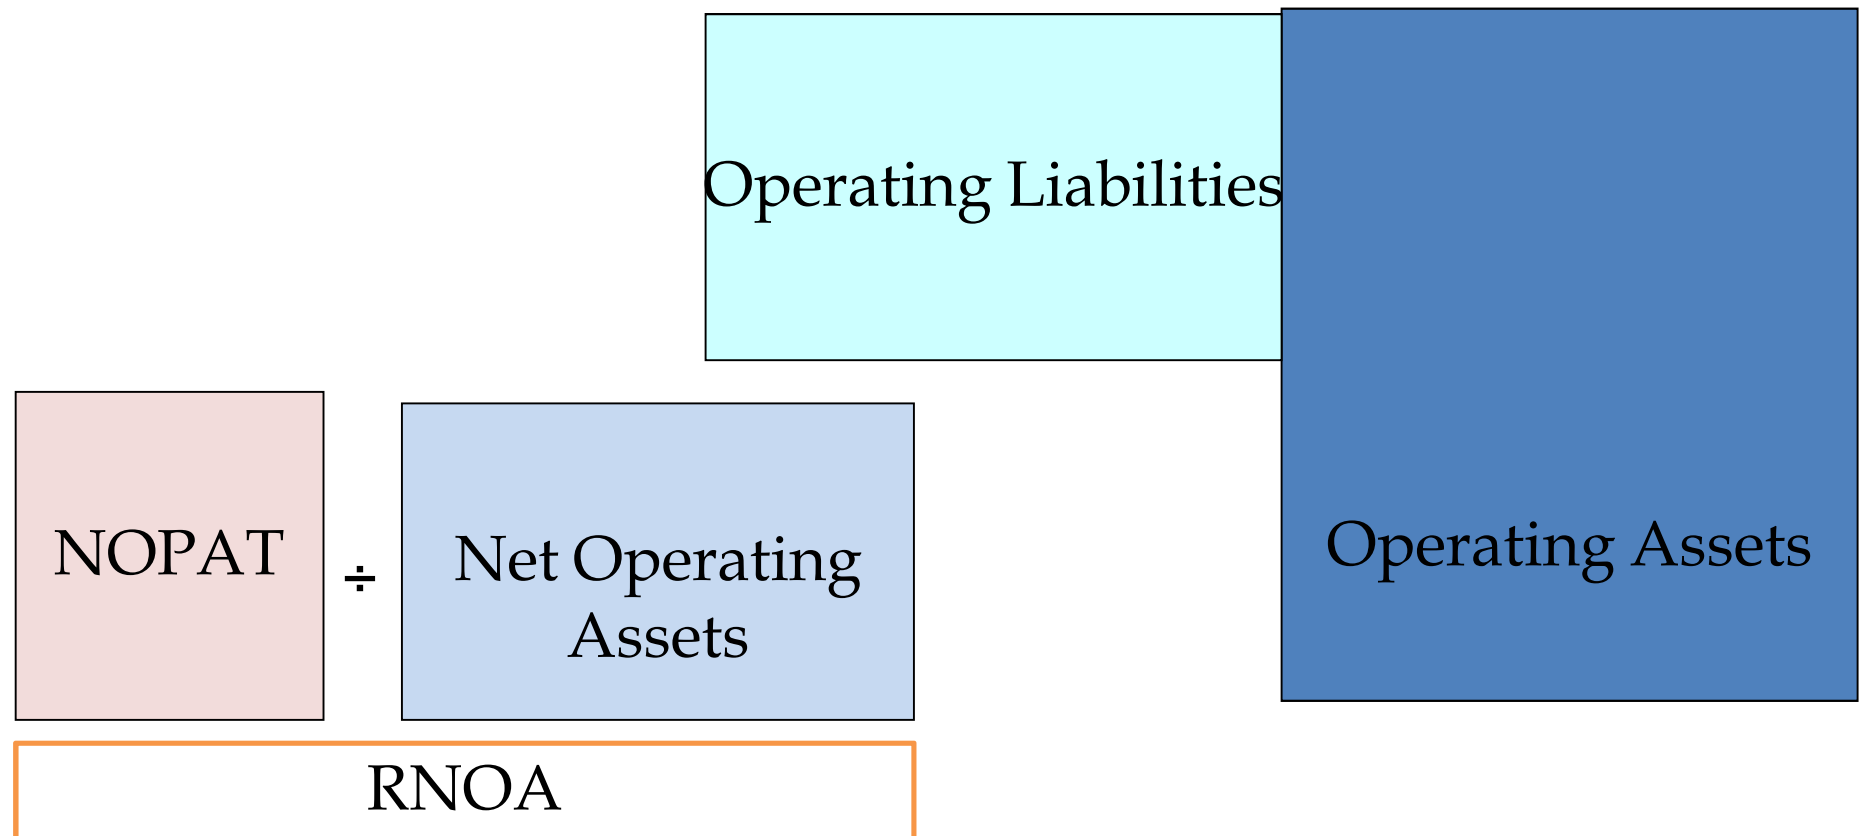 Operating Liabilities
Operating Assets
NOPAT
÷
Net Operating
Assets
RNOA